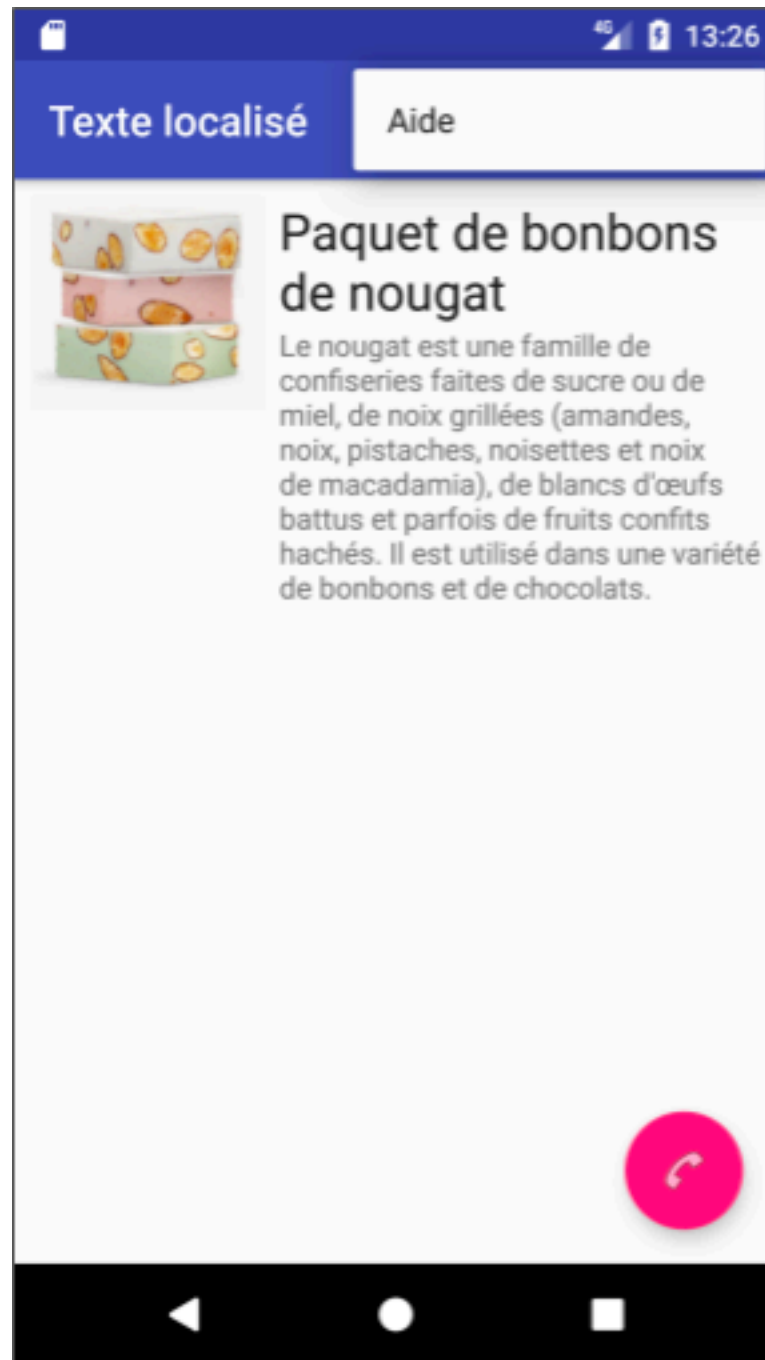 4G 13:26
Texte localisé Aide
Paquet de bonbons
de nougat
Le nougat est une famille de
confiseries faites de sucre ou de
miel, de noix grillées (amandes,
noix, pistaches, noisettes et noix
de macadamia), de blancs d'œufs
battus et parfois de fruits confits
hachés. Il est utilisé dans une variété
de bonbons et de chocolats.